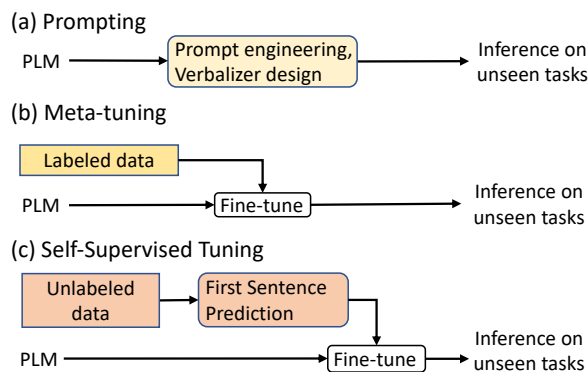 (a) Prompting
PLM
Prompt engineering,
Verbalizer design
Inference on
unseen tasks
(b) Meta-tuning
Labeled data
PLM
Fine-tune
Inference on
unseen tasks
(c) Self-Supervised Tuning
Unlabeled
data
First Sentence
Prediction
PLM
Fine-tune
Inference on
unseen tasks